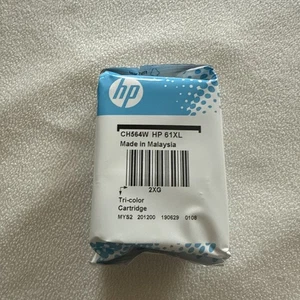 hp
CH564W HP 61XL
Made in Malaysia
2XG
Tri-color
Cartridge
MYS2 201200 190629 0106